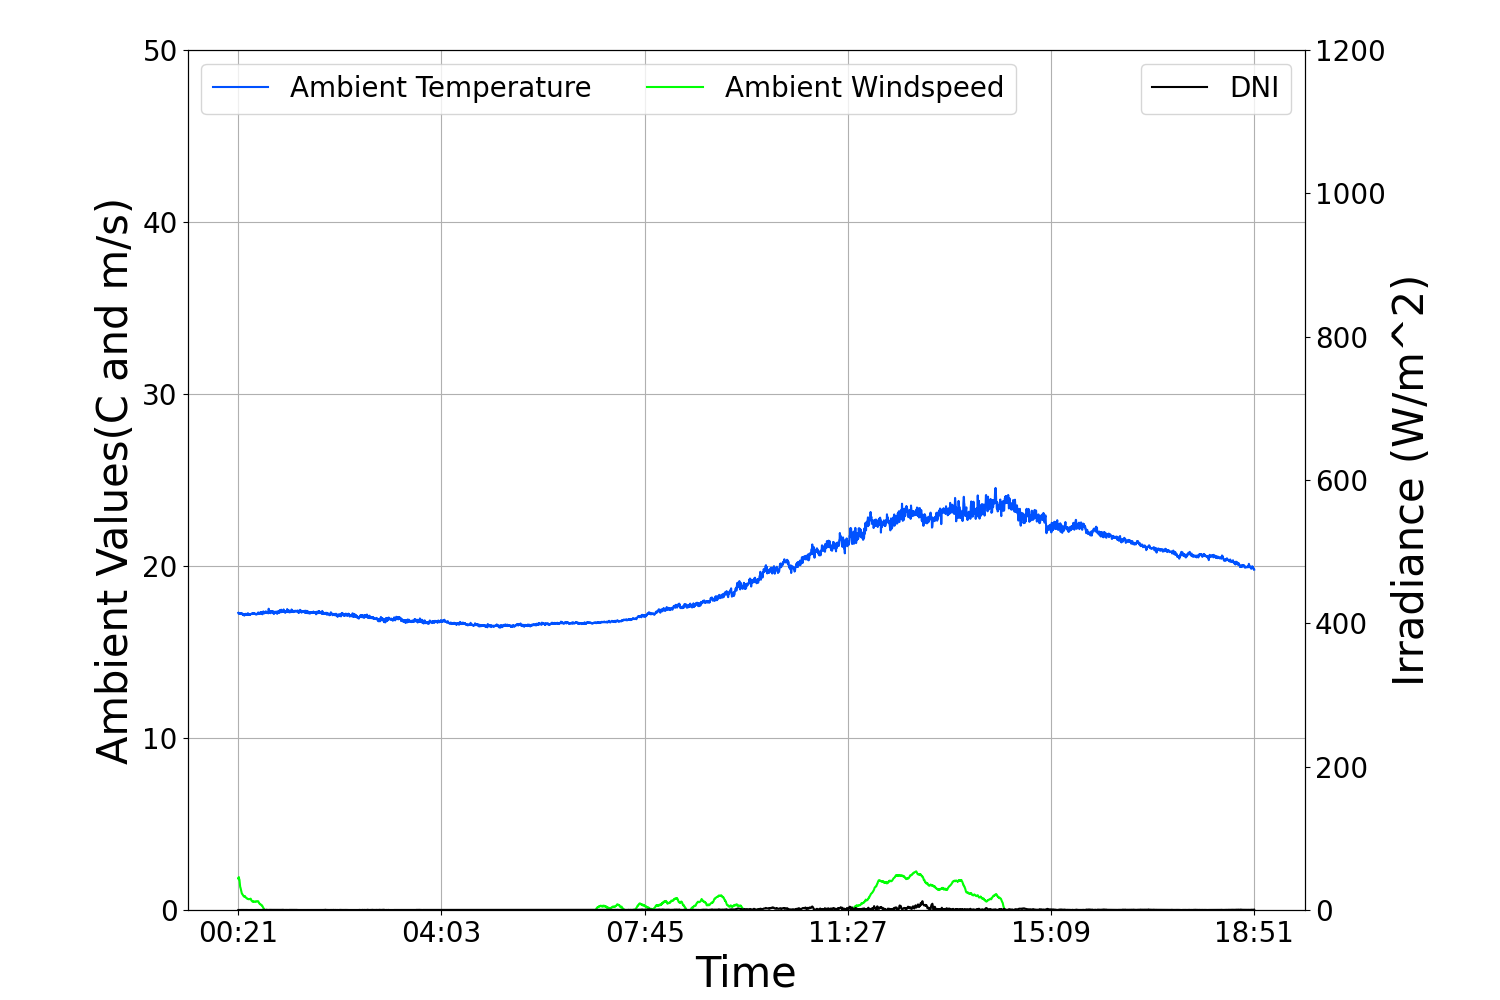 Ambient Temperature
Ambient Windspeed
DNI
50
40
30
20
10
0
Ambient Values(C and m/s)
1200
1000
800
600
400
200
0
Irradiance (W/m^2)
00:21 04:03 07:45 11:27 15:09 18:51
Time